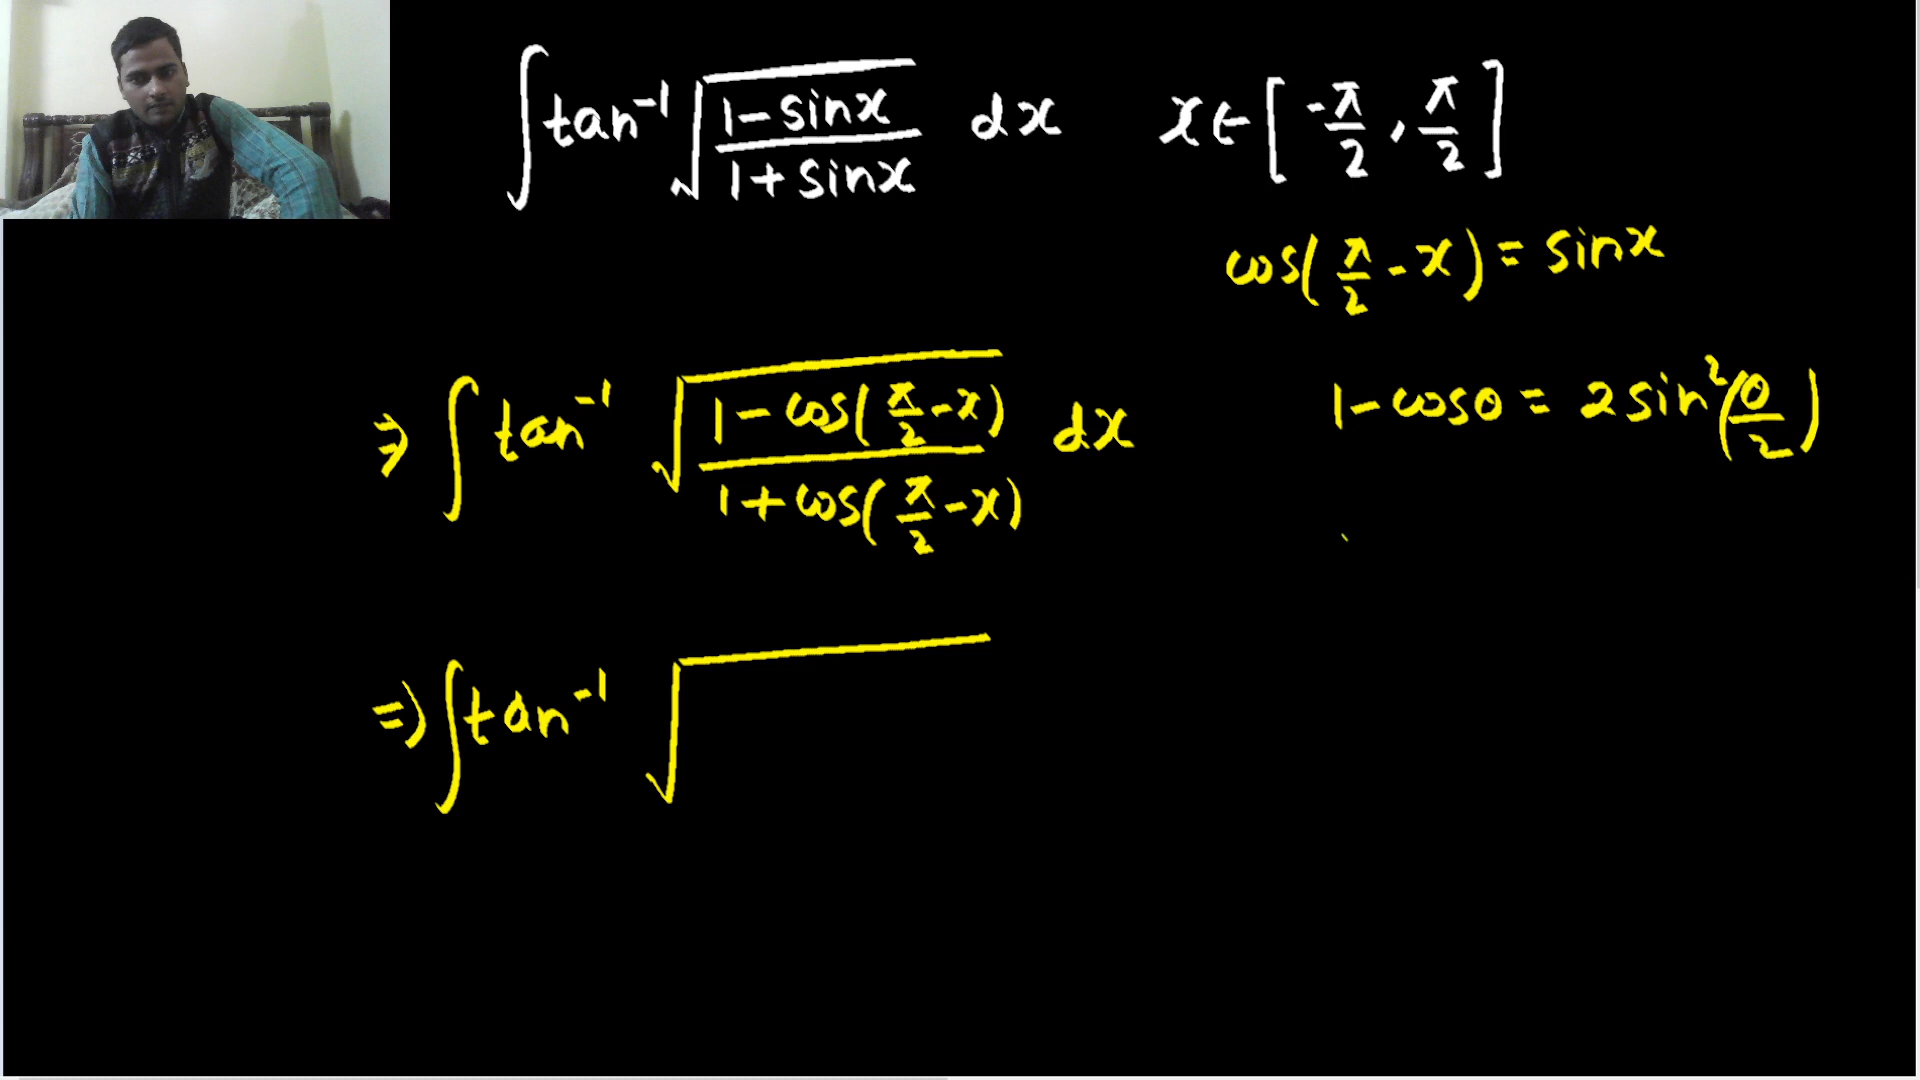 ∫ tan⁻¹ √((1-sinx)/(1+sinx)) dx   x∈[-π/2, π/2]
cos(π/2 - x) = sinx
⇒ ∫ tan⁻¹ √((1-cos(π/2-x))/(1+cos(π/2-x))) dx   1-cosθ = 2sin²(θ/2)
⇒ ∫ tan⁻¹ √